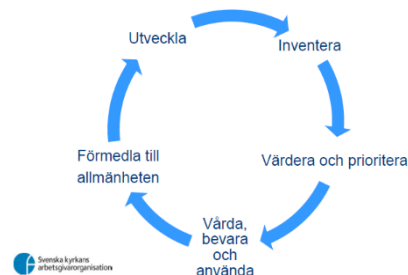 Utveckla
Inventera
Värdera och prioritera
Vårda,
bevara
och
använda
Förmedla till
allmänheten
Svenska kyrkans
arbetsgivarorganisation